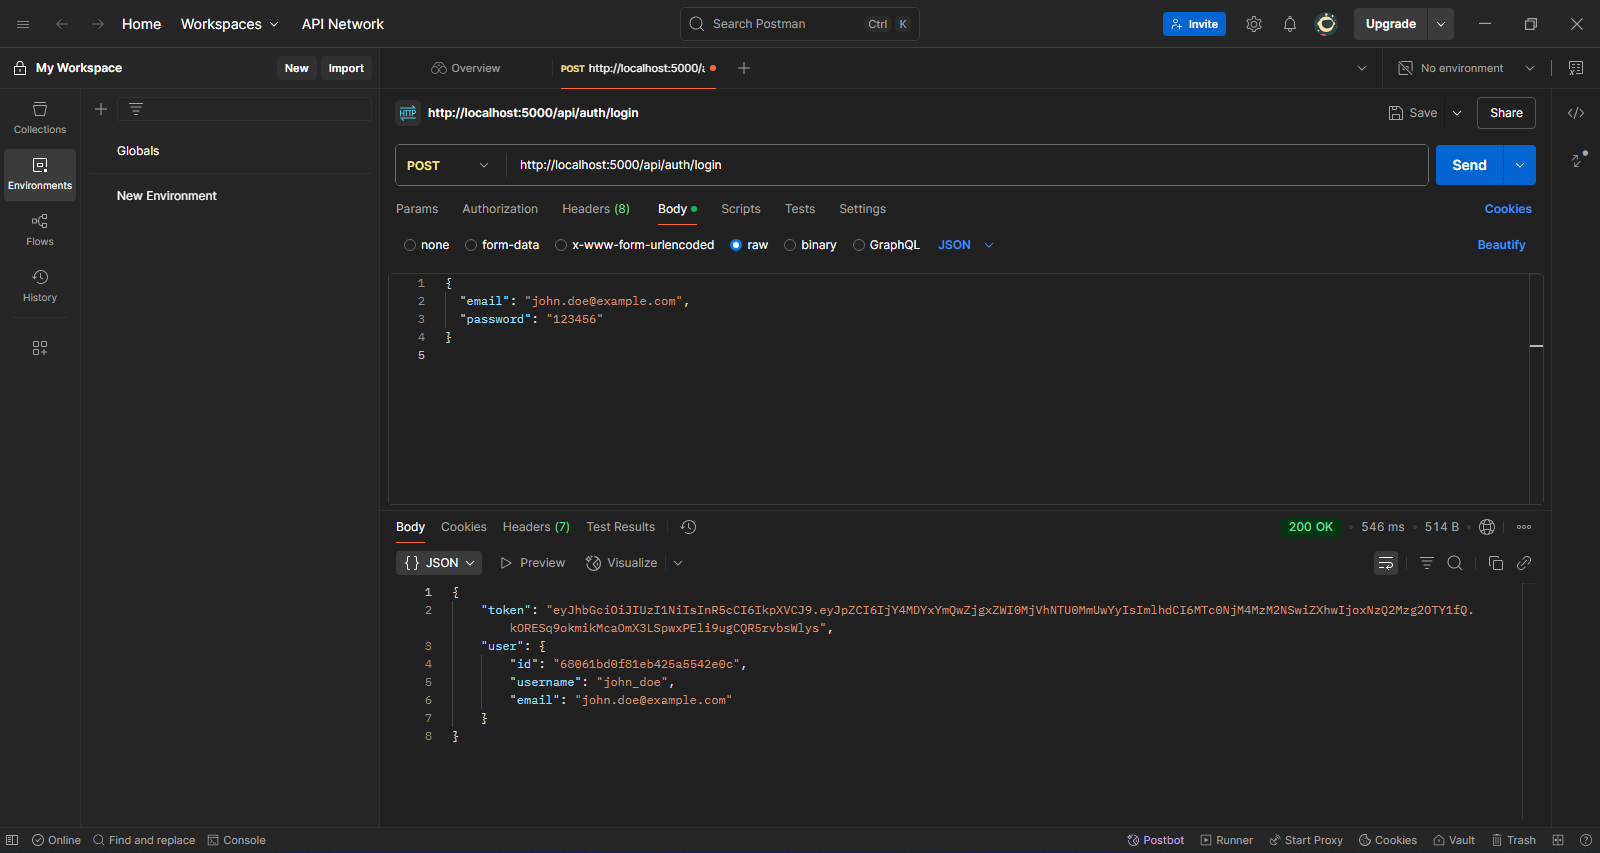 Home Workspaces API Network Search Postman Ctrl K Invite Upgrade
My Workspace New Import Overview POST http://localhost:5000/a No environment
Collections
Environments
Flows
History
Globals
New Environment
HTTP http://localhost:5000/api/auth/login Save Share
POST http://localhost:5000/api/auth/login Send
Params Authorization Headers (8) Body Scripts Tests Settings Cookies
none form-data x-www-form-urlencoded raw binary GraphQL JSON Beautify
1 {
2 "email": "john.doe@example.com",
3 "password": "123456"
4 }
5
Body Cookies Headers (7) Test Results 200 OK 546 ms 514 B
{} JSON Preview Visualize
1 {
2 "token": "eyJhbGciOiJIUzI1NiIsInR5cCI6IkpXVCJ9.eyJpZCI6IjY4MDYxYmQwZjgxZWI0MjVhNTU0MmUwYyIsImlhdCI6MTc0NjM4MzM2NSwiZXhwIjoxNzQ2Mzg2OTY1fQ.
kORESq9okmikMcaOmX3LSpwxPEli9ugCQR5rvbsWlys",
3 "user": {
4 "id": "68061bd0f81eb425a5542e0c",
5 "username": "john_doe",
6 "email": "john.doe@example.com"
7 }
8 }
Online Find and replace Console Postbot Runner Start Proxy Cookies Vault Trash